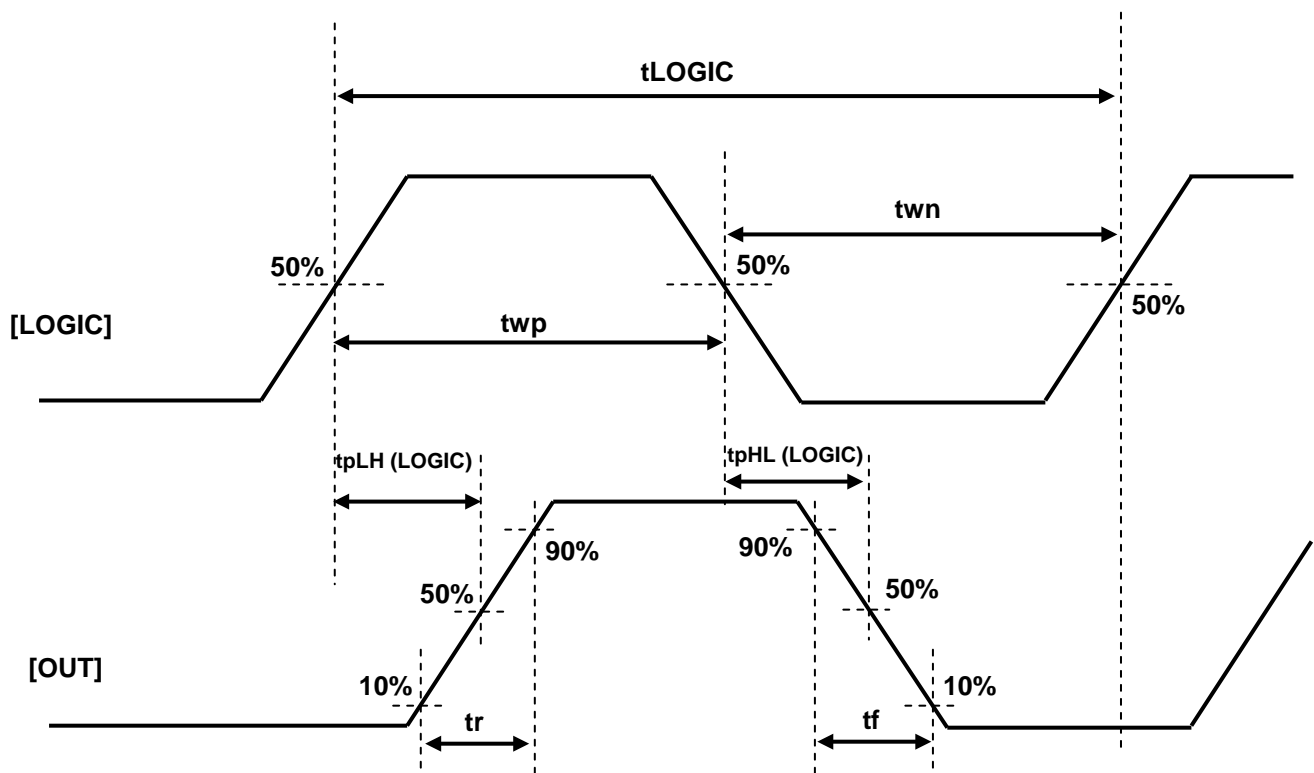 tLOGIC
twn
50%
50%
50%
[LOGIC]
twp
tpLH (LOGIC)
tpHL (LOGIC)
90%
90%
50%
50%
[OUT]
10%
10%
tr
tf